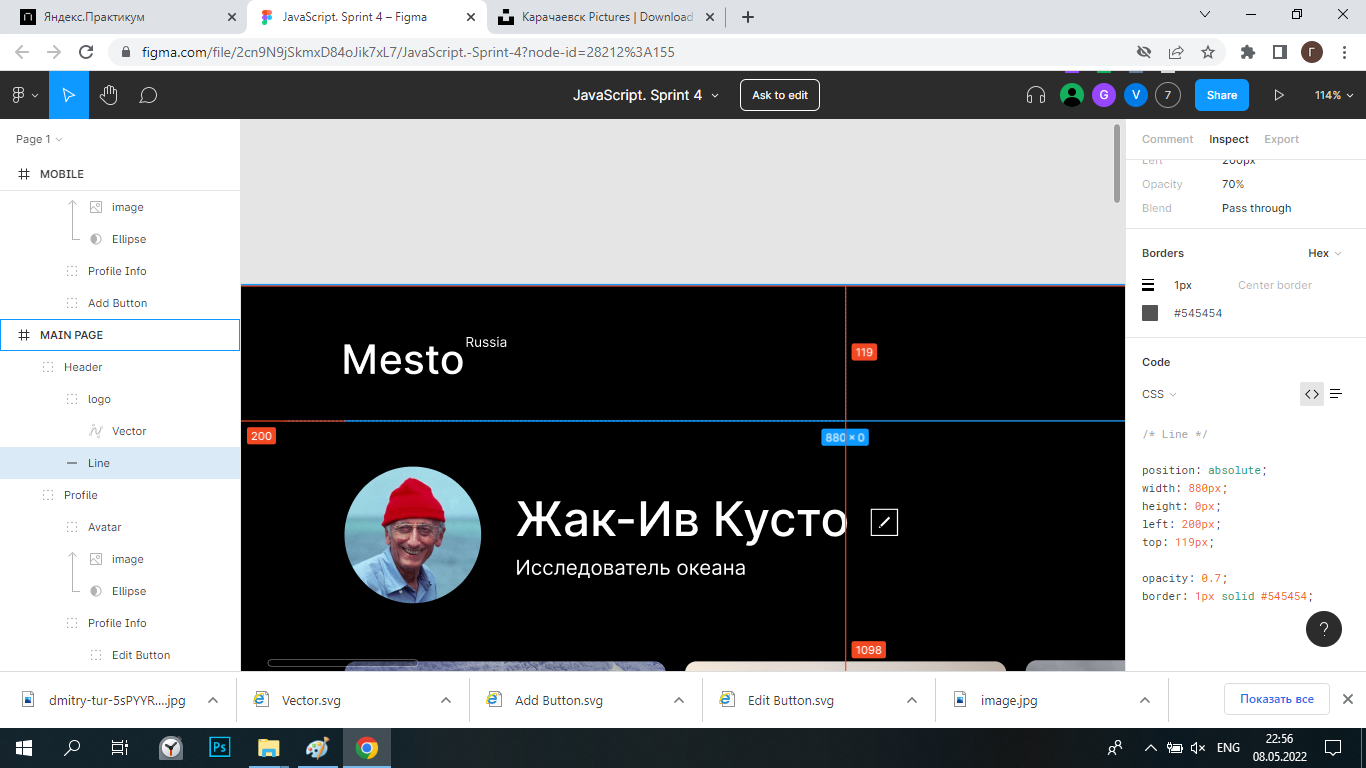 Яндекс.Практикум
JavaScript. Sprint 4 – Figma
Карачаевск Pictures | Download
figma.com/file/2cn9N9jSkmxD84oJik7xL7/JavaScript.-Sprint-4?node-id=28212%3A155
Г
JavaScript. Sprint 4
Ask to edit
G
V
7
Share
114%
Page 1
MOBILE
image
Ellipse
Profile Info
Add Button
MAIN PAGE
Header
logo
Vector
Line
Profile
Avatar
image
Ellipse
Profile Info
Edit Button
Mesto
Russia
119
200
880 × 0
Жак-Ив Кусто
Исследователь океана
1098
Comment Inspect Export
Left 200px
Opacity 70%
Blend Pass through
Borders Hex
1px Center border
#545454
Code
CSS
/* Line */
position: absolute;
width: 880px;
height: 0px;
left: 200px;
top: 119px;
opacity: 0.7;
border: 1px solid #545454;
?
dmitry-tur-5sPYYR....jpg
Vector.svg
Add Button.svg
Edit Button.svg
image.jpg
Показать все
Ps
ENG
22:56
08.05.2022